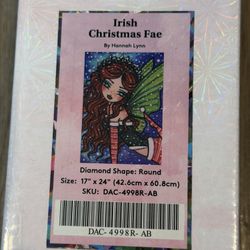 Irish
Christmas Fae
By Hannah Lynn
Diamond Shape: Round
Size: 17" x 24" (42.6cm x 60.8cm)
SKU: DAC-4998R-AB
DAC-4998R-AB